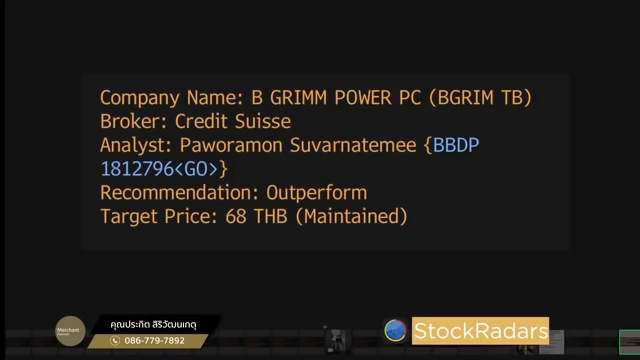 Company Name: B GRIMM POWER PC (BGRIM TB)
Broker: Credit Suisse
Analyst: Paworamon Suvarnatemee {BBDP
1812796<GO>}
Recommendation: Outperform
Target Price: 68 THB (Maintained)
Merchant
คุณประกิต สิริวัฒนเกตุ
086-779-7892
StockRadars